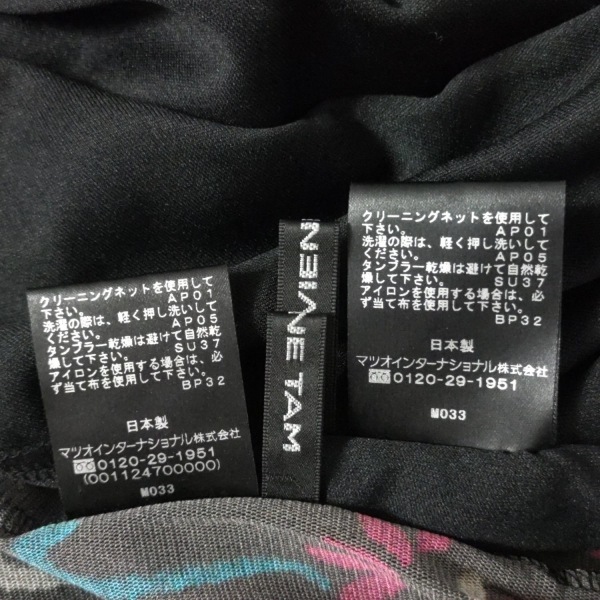 クリーニングネットを使用して
下さい。 AP01
洗濯の際は、軽く押し洗いして
ください。 AP05
タンブラー乾燥は避けて自然乾
燥して下さい。 SU37
アイロンを使用する場合は、必
ず当て布を使用して下さい。
BP32
日本製
マツオインターナショナル株式会社
0120-29-1951
(001124700000)
M033
ENEIVNE TAM
クリーニングネットを使用して
下さい。 AP01
洗濯の際は、軽く押し洗いして
ください。 AP05
タンブラー乾燥は避けて自然乾
燥して下さい。 SU37
アイロンを使用する場合は、必
ず当て布を使用して下さい。
BP32
日本製
マツオインターナショナル株式会社
0120-29-1951
M033